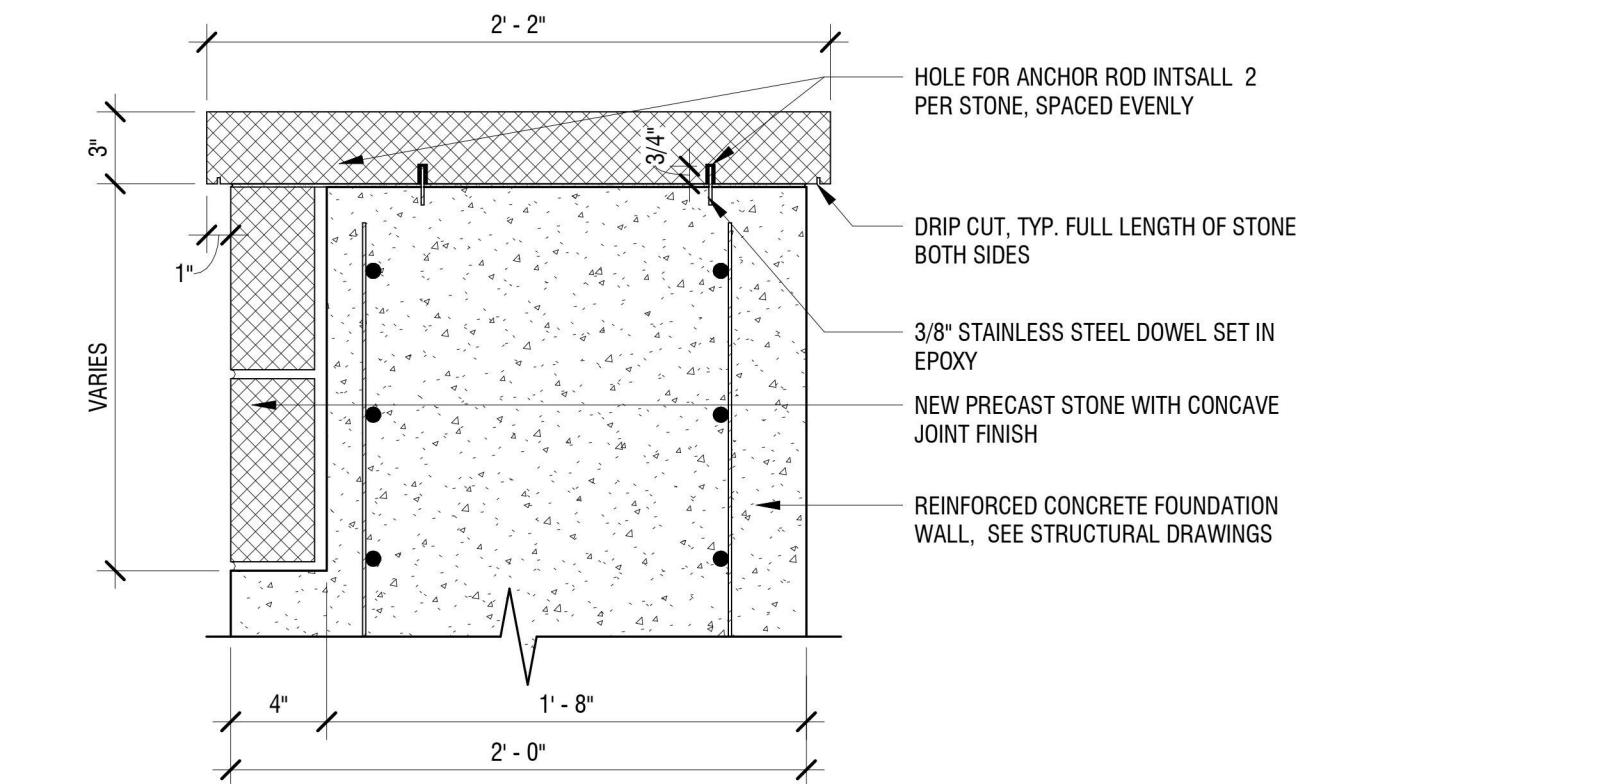 2' - 2"
HOLE FOR ANCHOR ROD INTSALL 2
PER STONE, SPACED EVENLY
3"
3/4"
DRIP CUT, TYP. FULL LENGTH OF STONE
BOTH SIDES
1"
3/8" STAINLESS STEEL DOWEL SET IN
EPOXY
VARIES
NEW PRECAST STONE WITH CONCAVE
JOINT FINISH
REINFORCED CONCRETE FOUNDATION
WALL, SEE STRUCTURAL DRAWINGS
4"
1' - 8"
2' - 0"